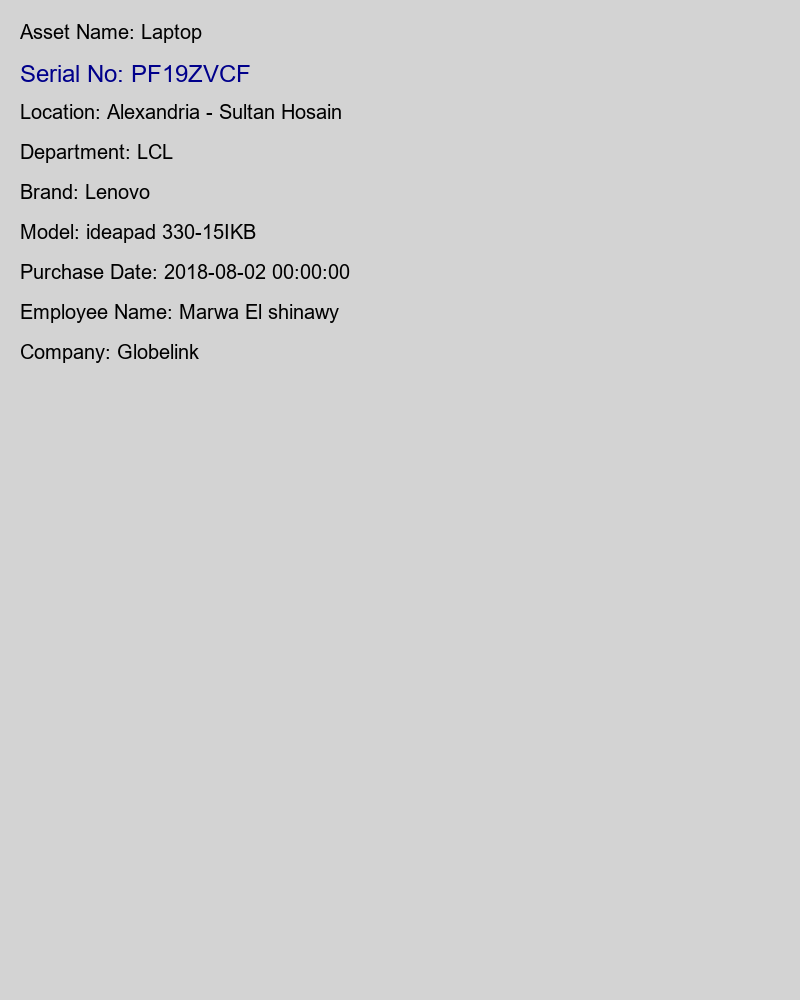 Asset Name: Laptop
Serial No: PF19ZVCF
Location: Alexandria - Sultan Hosain
Department: LCL
Brand: Lenovo
Model: ideapad 330-15IKB
Purchase Date: 2018-08-02 00:00:00
Employee Name: Marwa El shinawy
Company: Globelink